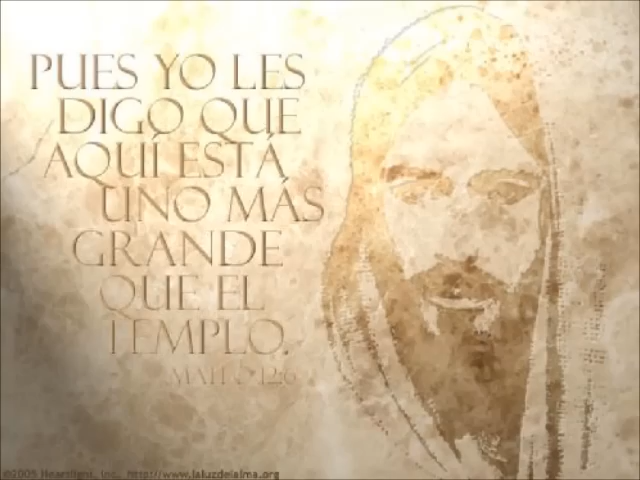 PUES YO LES
DIGO QUE
AQUÍ ESTÁ
UNO MÁS
GRANDE
QUE EL
TEMPLO.
MATEO 12:6
©2005 Heartlight, Inc. http://www.laluzdelalma.org